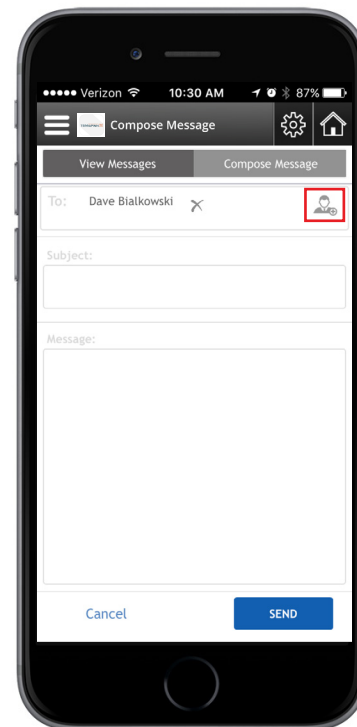 Verizon 10:30 AM 87%
Compose Message
View Messages Compose Message
To: Dave Bialkowski
Subject:
Message:
Cancel SEND